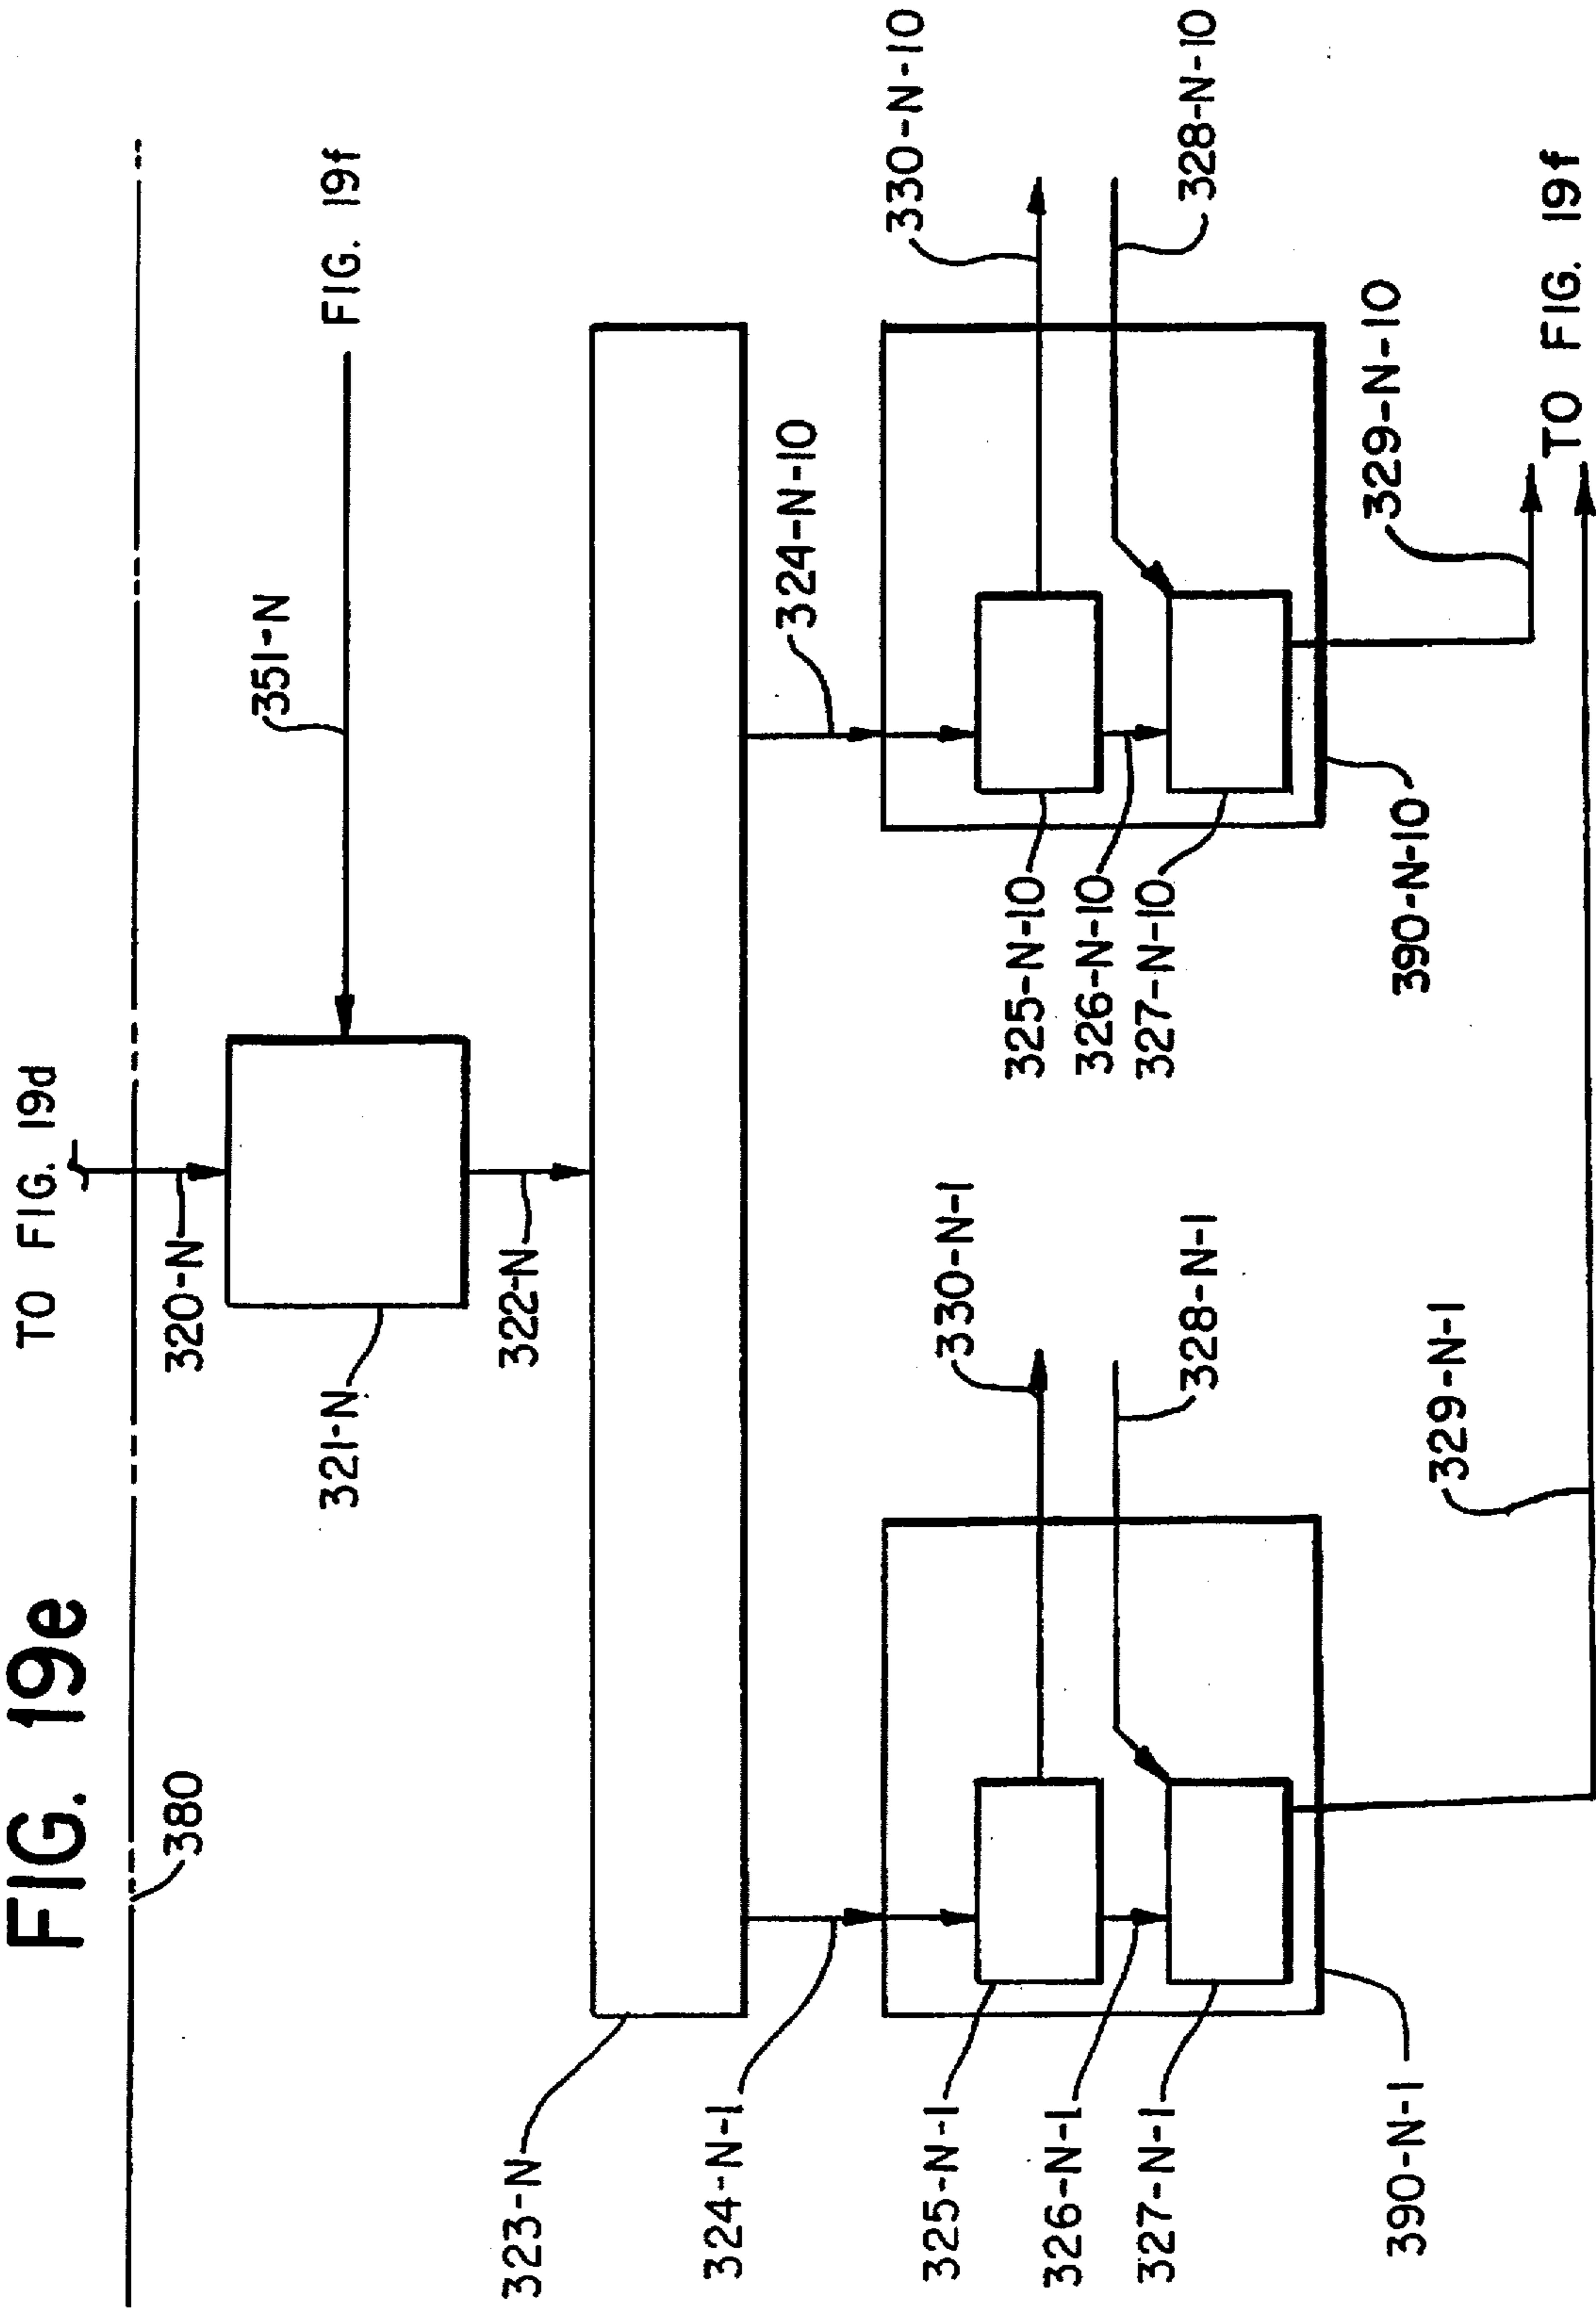 FIG. 19e
TO FIG. 19d
380
320-N
351-N
FIG. 19f
321-N
322-N
323-N
324-N-1
324-N-10
330-N-1
330-N-10
325-N-1
325-N-10
328-N-1
328-N-10
326-N-1
326-N-10
327-N-1
327-N-10
390-N-1
390-N-10
329-N-1
329-N-10
TO FIG. 19f